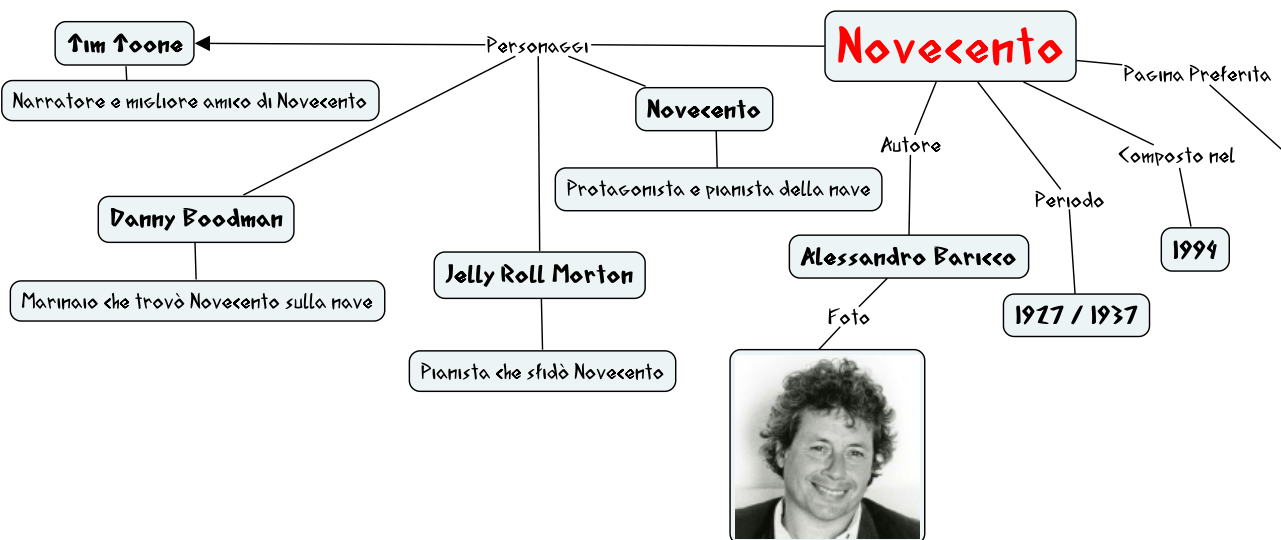 Novecento
Personaggi
Tim Toone
Narratore e migliore amico di Novecento
Novecento
Protagonista e pianista della nave
Danny Boodman
Marinaio che trovò Novecento sulla nave
Jelly Roll Morton
Pianista che sfidò Novecento
Autore
Alessandro Baricco
Foto
Periodo
1927 / 1937
Composto nel
1994
Pagina Preferita